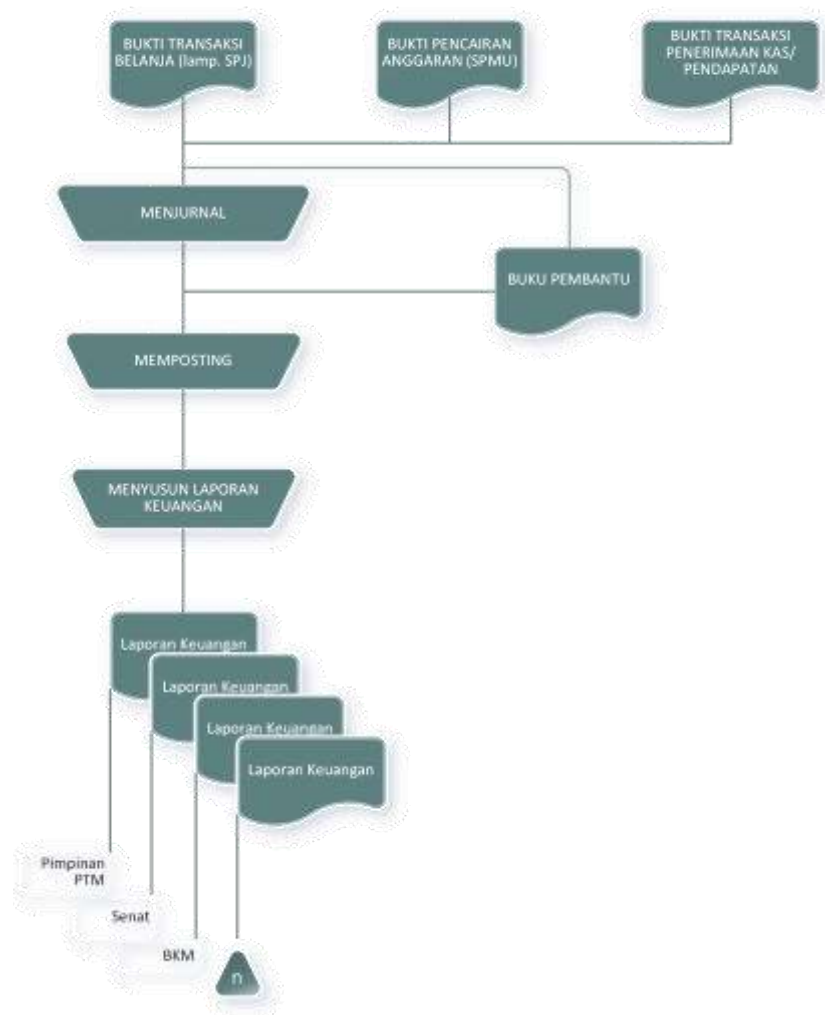 BUKTI TRANSAKSI
BELANJA (lamp. SPJ)
BUKTI PENCAIRAN
ANGGARAN (SPMU)
BUKTI TRANSAKSI
PENERIMAAN KAS/
PENDAPATAN
MENJURNAL
BUKU PEMBANTU
MEMPOSTING
MENYUSUN LAPORAN
KEUANGAN
Laporan Keuangan
Laporan Keuangan
Laporan Keuangan
Laporan Keuangan
Pimpinan
PTM
Senat
BKM
n